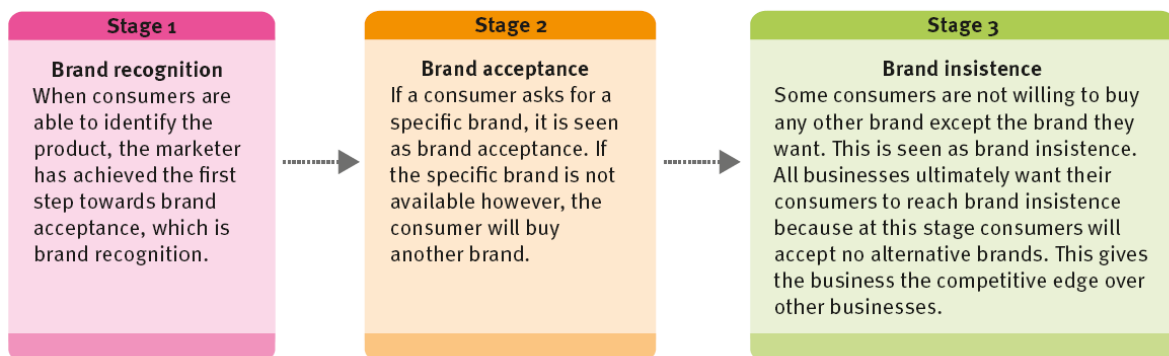 Stage 1
Brand recognition
When consumers are
able to identify the
product, the marketer
has achieved the first
step towards brand
acceptance, which is
brand recognition.
Stage 2
Brand acceptance
If a consumer asks for a
specific brand, it is seen
as brand acceptance. If
the specific brand is not
available however, the
consumer will buy
another brand.
Stage 3
Brand insistence
Some consumers are not willing to buy
any other brand except the brand they
want. This is seen as brand insistence.
All businesses ultimately want their
consumers to reach brand insistence
because at this stage consumers will
accept no alternative brands. This gives
the business the competitive edge over
other businesses.